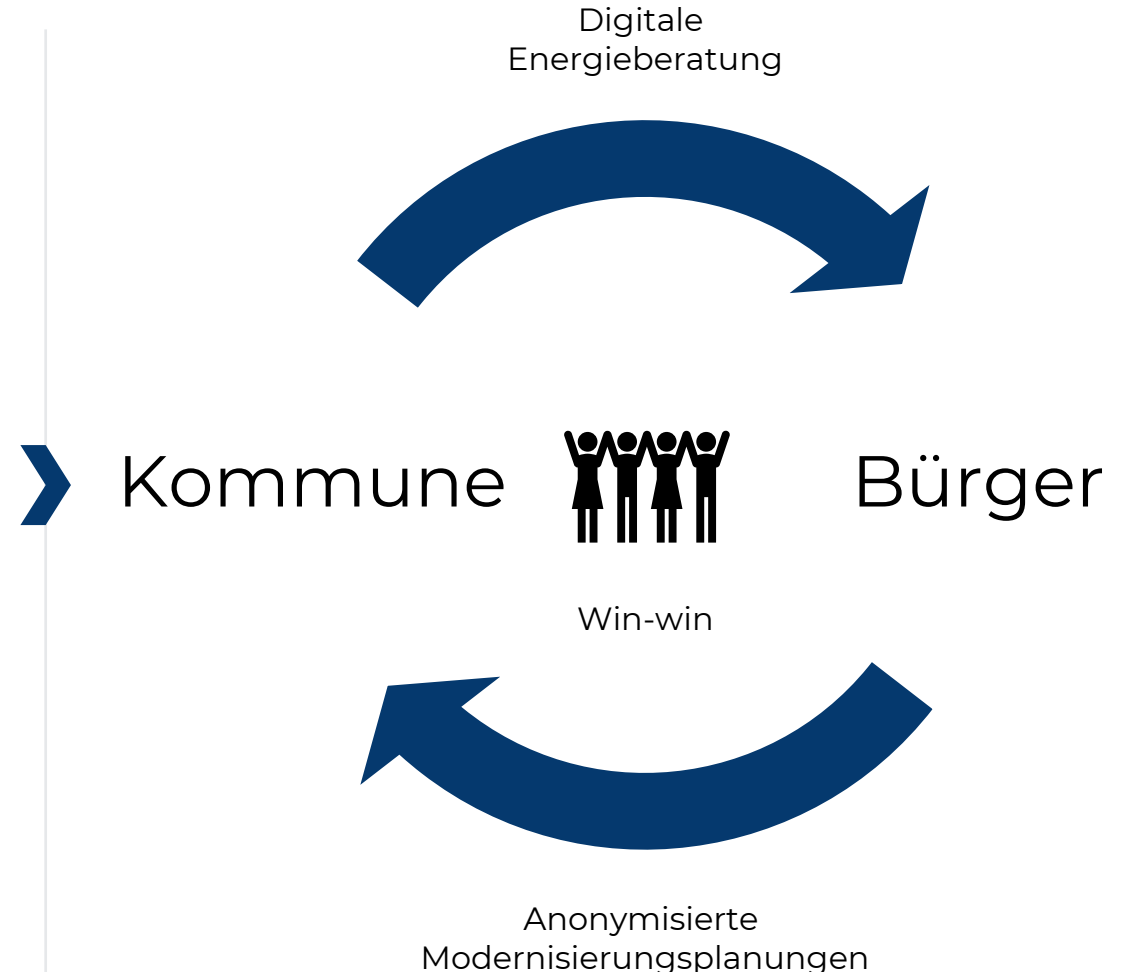 Digitale
Energieberatung
Kommune
Bürger
Win-win
Anonymisierte
Modernisierungsplanungen